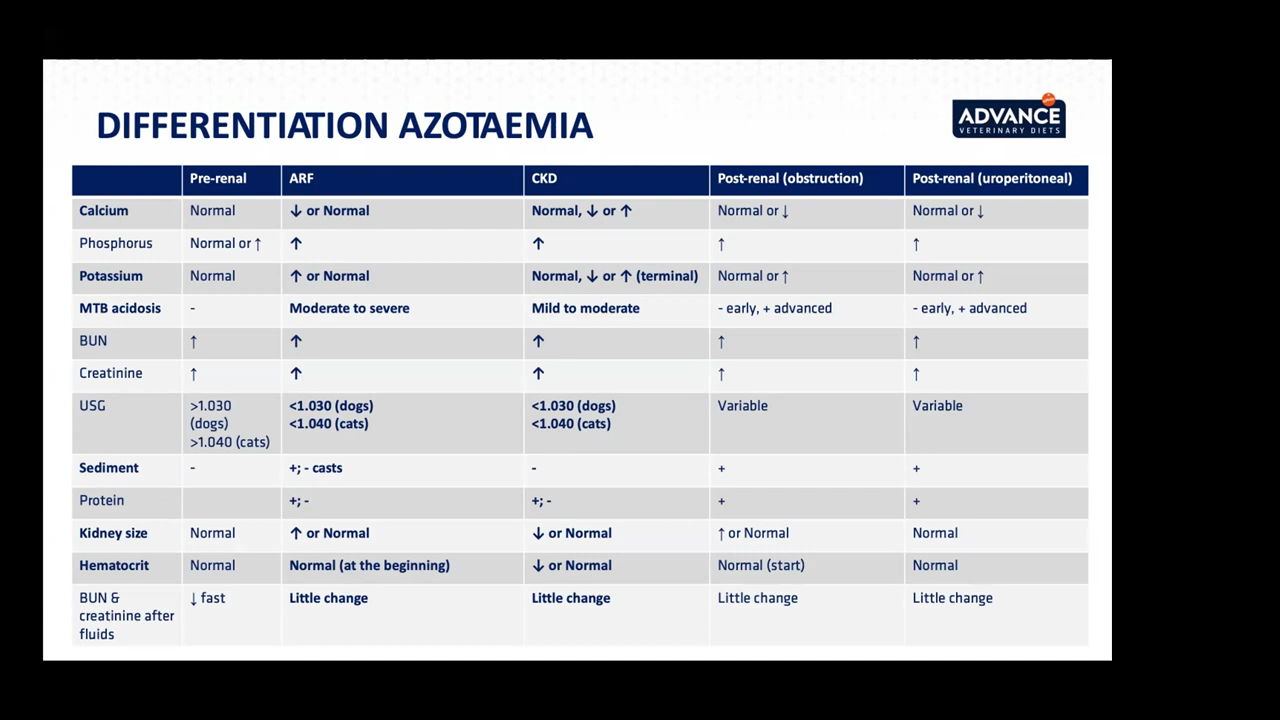 DIFFERENTIATION AZOTAEMIA
ADVANCE
VETERINARY DIETS
Pre-renal ARF CKD Post-renal (obstruction) Post-renal (uroperitoneal)
Calcium Normal ↓ or Normal Normal, ↓ or ↑ Normal or ↓ Normal or ↓
Phosphorus Normal or ↑ ↑ ↑ ↑ ↑
Potassium Normal ↑ or Normal Normal, ↓ or ↑ (terminal) Normal or ↑ Normal or ↑
MTB acidosis - Moderate to severe Mild to moderate - early, + advanced - early, + advanced
BUN ↑ ↑ ↑ ↑ ↑
Creatinine ↑ ↑ ↑ ↑ ↑
USG >1.030 <1.030 (dogs) <1.030 (dogs) Variable Variable
(dogs) <1.040 (cats) <1.040 (cats)
>1.040 (cats)
Sediment - +; - casts - + +
Protein +; - +; - + +
Kidney size Normal ↑ or Normal ↓ or Normal ↑ or Normal Normal
Hematocrit Normal Normal (at the beginning) ↓ or Normal Normal (start) Normal
BUN & ↓ fast Little change Little change Little change Little change
creatinine after
fluids